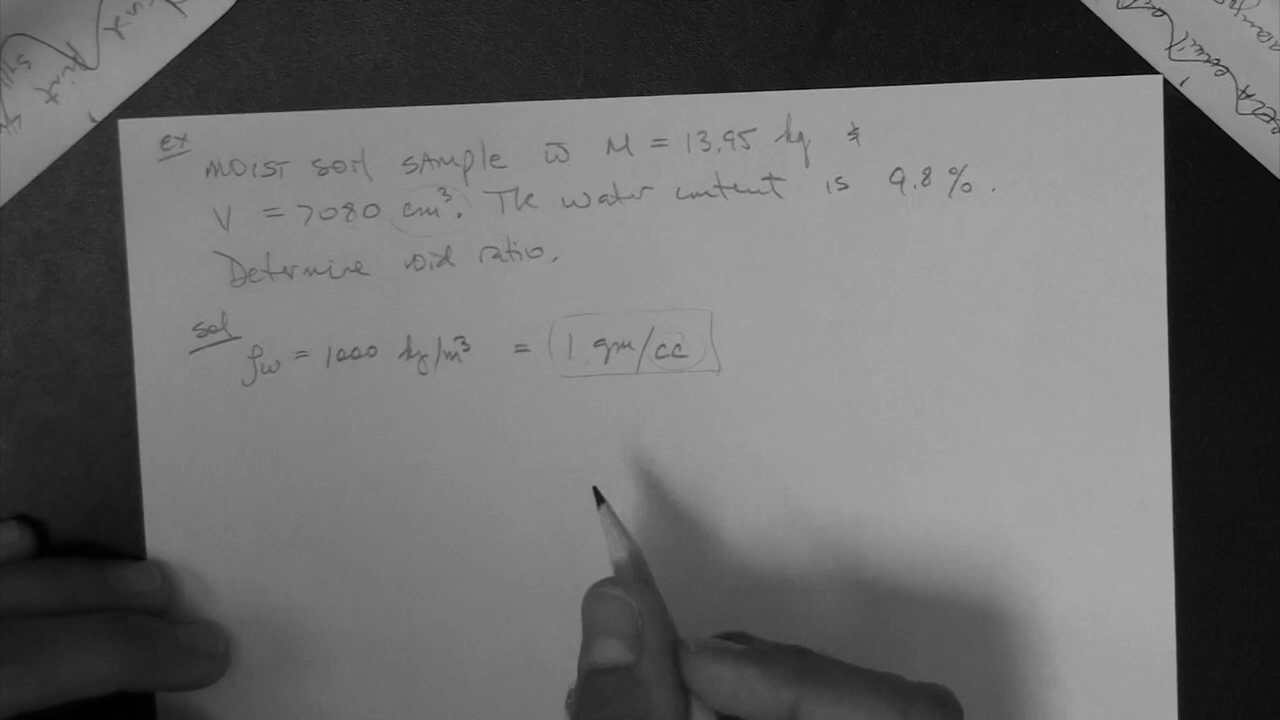 ex
MOIST SOIL SAMPLE w̅ M = 13.95 kg &
V = 7080 cm³. The water content is 9.8%.
Determine void ratio.
sol
ρw = 1000 kg/m³ = 1 gm/cc